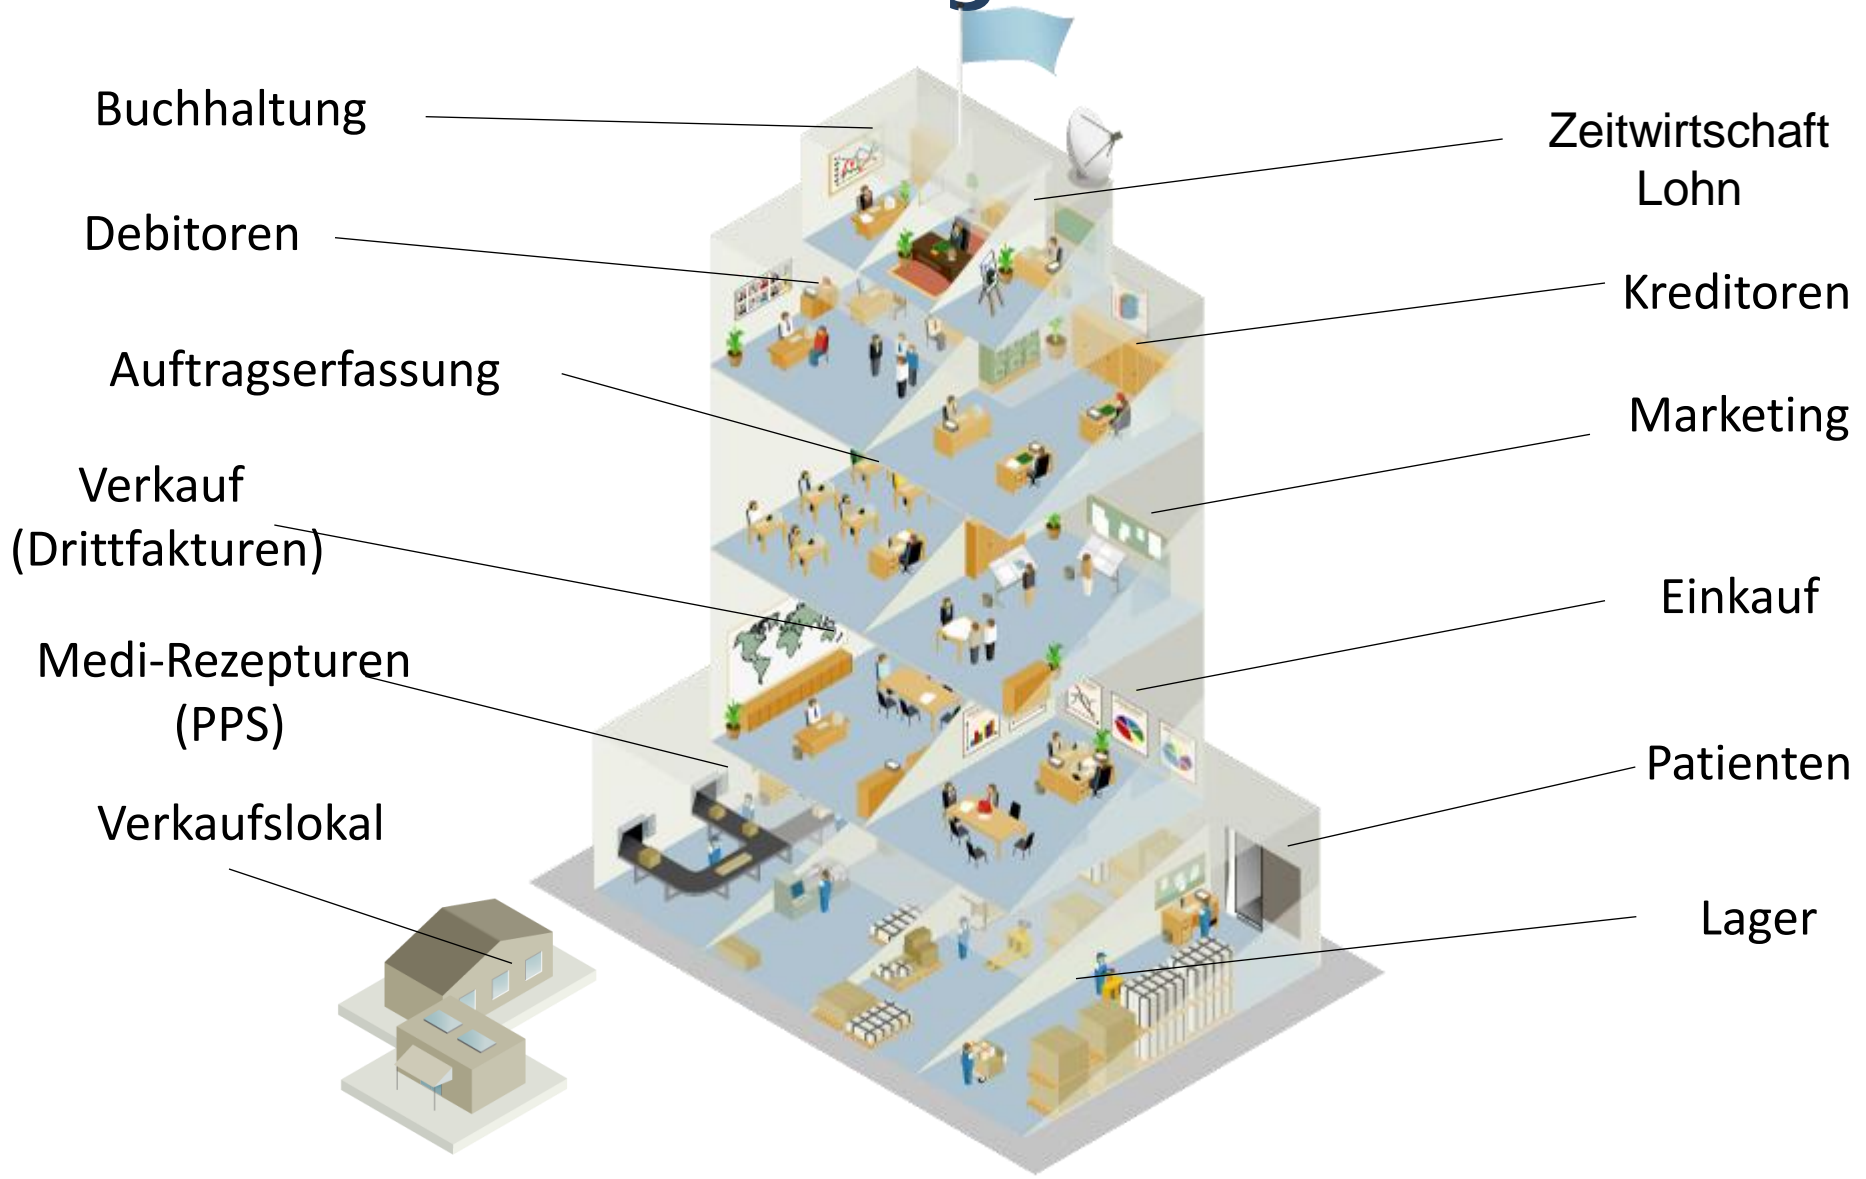 Buchhaltung
Debitoren
Auftragserfassung
Verkauf
(Drittfakturen)
Medi-Rezepturen
(PPS)
Verkaufslokal
Zeitwirtschaft
Lohn
Kreditoren
Marketing
Einkauf
Patienten
Lager